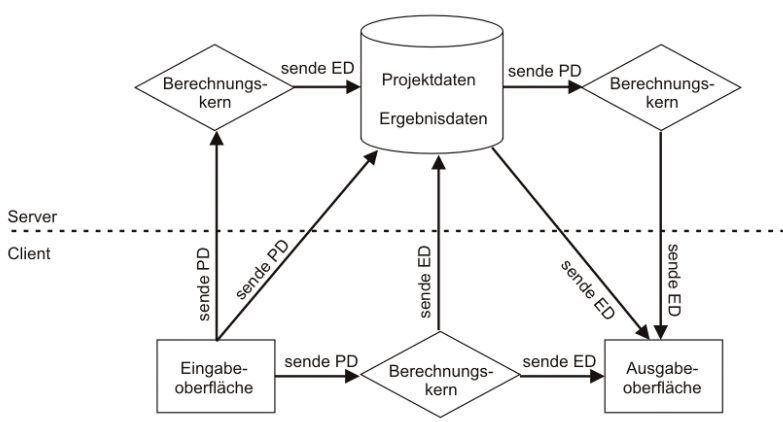 sende ED
Berechnungs-
kern
Projektdaten
Ergebnisdaten
sende PD
Berechnungs-
kern
Server
Client
sende PD
sende PD
sende ED
sende ED
sende ED
Eingabe-
oberfläche
sende PD
Berechnungs-
kern
sende ED
Ausgabe-
oberfläche